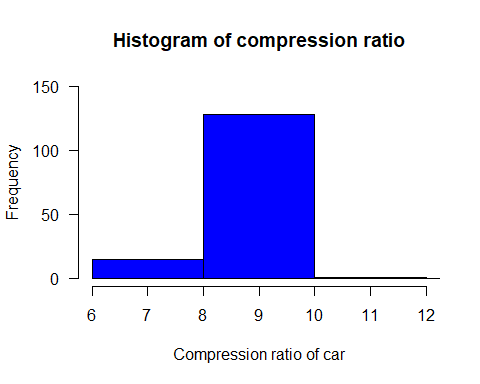 Histogram of compression ratio
150
100
50
0
Frequency
6 7 8 9 10 11 12
Compression ratio of car